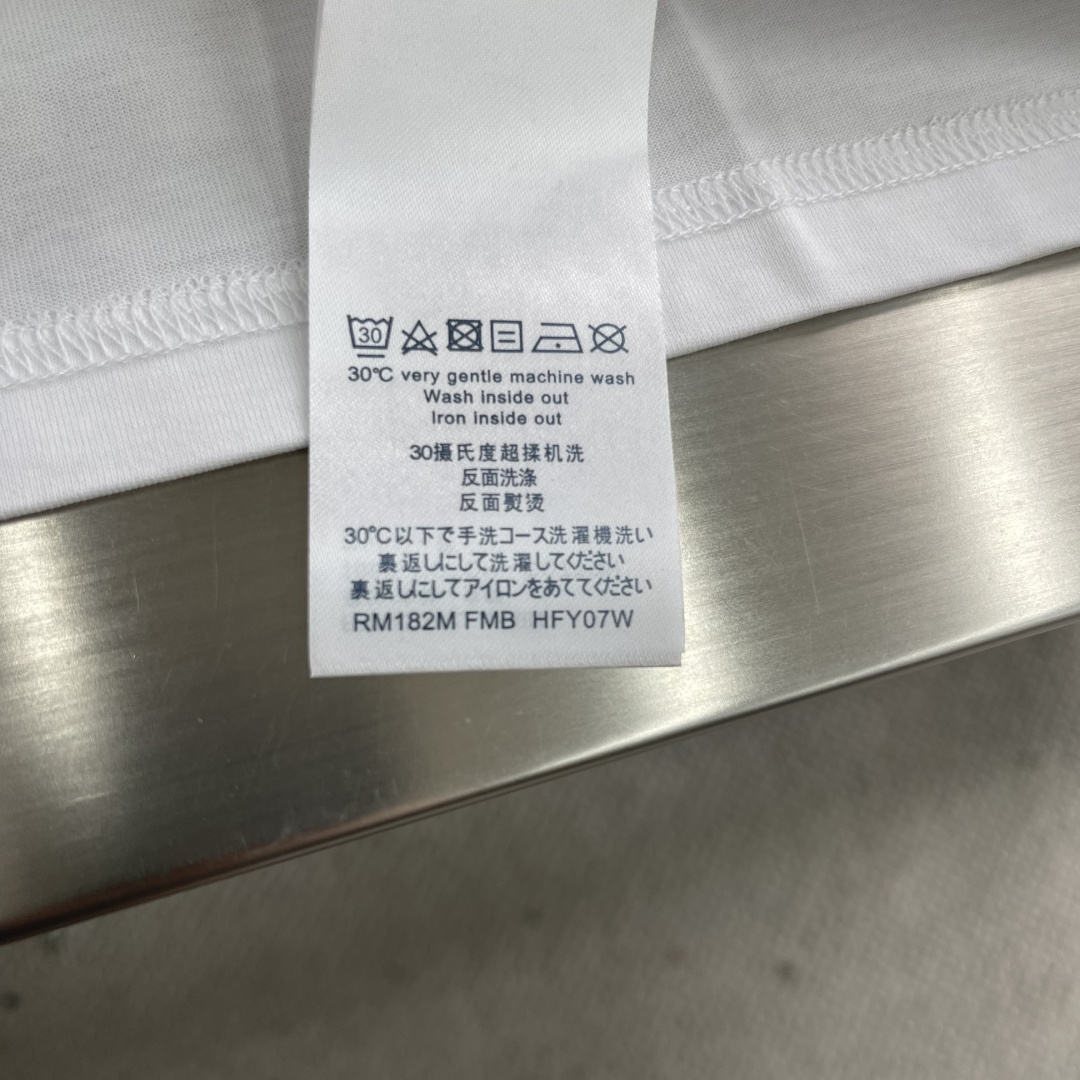 30
30℃ very gentle machine wash
Wash inside out
Iron inside out
30摄氏度超揉机洗
反面洗涤
反面熨烫
30℃以下で手洗コース洗濯機洗い
裏返しにして洗濯してください
裏返しにしてアイロンをあててください
RM182M FMB HFY07W